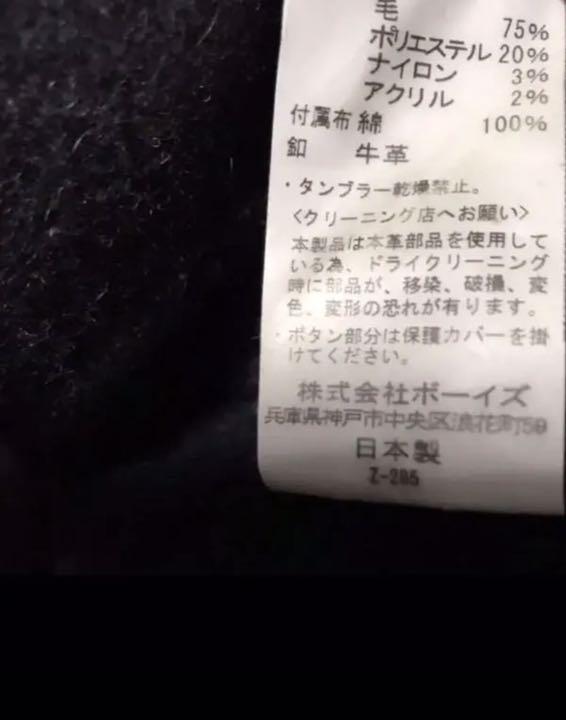 毛 75%
ポリエステル 20%
ナイロン 3%
アクリル 2%
付属布 綿 100%
釦 牛革
・タンブラー乾燥禁止。
<クリーニング店へお願い>
本製品は本革部品を使用して
いる為、ドライクリーニング
時に部品が、移染、破損、変
色、変形の恐れが有ります。
・ボタン部分は保護カバーを掛
けてください。
株式会社ボーイズ
兵庫県神戸市中央区浪花町59
日本製
Z-205